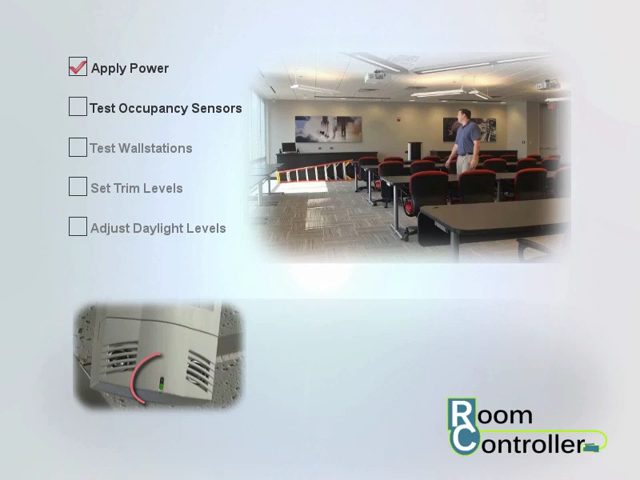 Apply Power
Test Occupancy Sensors
Test Wallstations
Set Trim Levels
Adjust Daylight Levels
Room
Controller